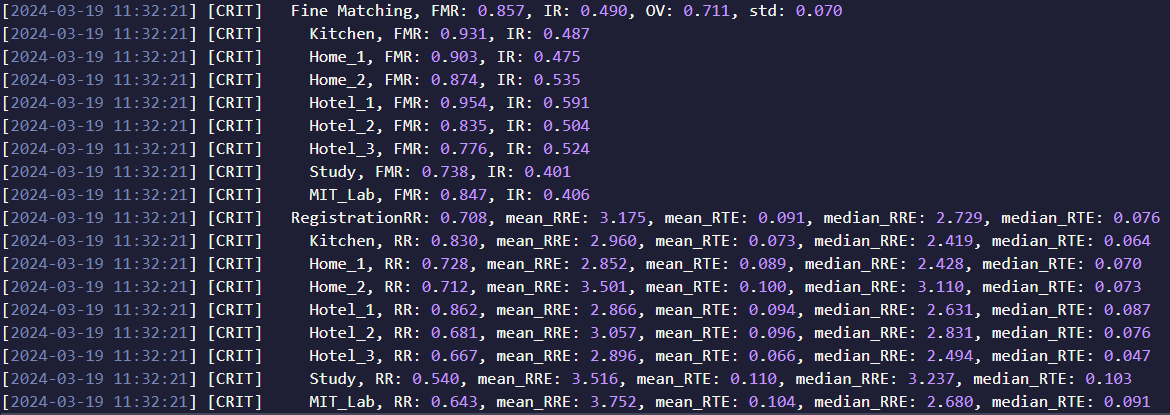 [2024-03-19 11:32:21] [CRIT]   Fine Matching, FMR: 0.857, IR: 0.490, OV: 0.711, std: 0.070
[2024-03-19 11:32:21] [CRIT]     Kitchen, FMR: 0.931, IR: 0.487
[2024-03-19 11:32:21] [CRIT]     Home_1, FMR: 0.903, IR: 0.475
[2024-03-19 11:32:21] [CRIT]     Home_2, FMR: 0.874, IR: 0.535
[2024-03-19 11:32:21] [CRIT]     Hotel_1, FMR: 0.954, IR: 0.591
[2024-03-19 11:32:21] [CRIT]     Hotel_2, FMR: 0.835, IR: 0.504
[2024-03-19 11:32:21] [CRIT]     Hotel_3, FMR: 0.776, IR: 0.524
[2024-03-19 11:32:21] [CRIT]     Study, FMR: 0.738, IR: 0.401
[2024-03-19 11:32:21] [CRIT]     MIT_Lab, FMR: 0.847, IR: 0.406
[2024-03-19 11:32:21] [CRIT]   RegistrationRR: 0.708, mean_RRE: 3.175, mean_RTE: 0.091, median_RRE: 2.729, median_RTE: 0.076
[2024-03-19 11:32:21] [CRIT]     Kitchen, RR: 0.830, mean_RRE: 2.960, mean_RTE: 0.073, median_RRE: 2.419, median_RTE: 0.064
[2024-03-19 11:32:21] [CRIT]     Home_1, RR: 0.728, mean_RRE: 2.852, mean_RTE: 0.089, median_RRE: 2.428, median_RTE: 0.070
[2024-03-19 11:32:21] [CRIT]     Home_2, RR: 0.712, mean_RRE: 3.501, mean_RTE: 0.100, median_RRE: 3.110, median_RTE: 0.073
[2024-03-19 11:32:21] [CRIT]     Hotel_1, RR: 0.862, mean_RRE: 2.866, mean_RTE: 0.094, median_RRE: 2.631, median_RTE: 0.087
[2024-03-19 11:32:21] [CRIT]     Hotel_2, RR: 0.681, mean_RRE: 3.057, mean_RTE: 0.096, median_RRE: 2.831, median_RTE: 0.076
[2024-03-19 11:32:21] [CRIT]     Hotel_3, RR: 0.667, mean_RRE: 2.896, mean_RTE: 0.066, median_RRE: 2.494, median_RTE: 0.047
[2024-03-19 11:32:21] [CRIT]     Study, RR: 0.540, mean_RRE: 3.516, mean_RTE: 0.110, median_RRE: 3.237, median_RTE: 0.103
[2024-03-19 11:32:21] [CRIT]     MIT_Lab, RR: 0.643, mean_RRE: 3.752, mean_RTE: 0.104, median_RRE: 2.680, median_RTE: 0.091